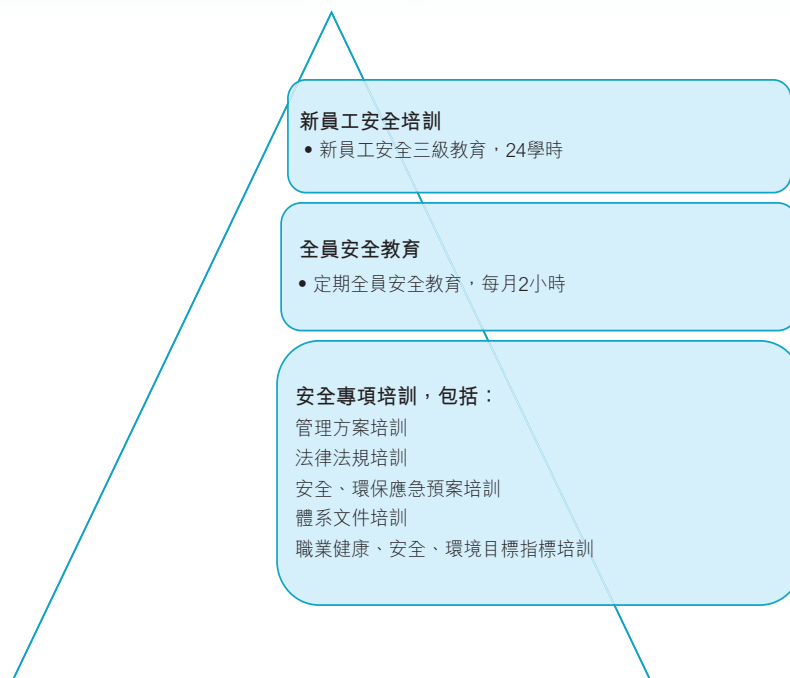 新員工安全培訓
• 新員工安全三級教育，24學時
全員安全教育
• 定期全員安全教育，每月2小時
安全專項培訓，包括：
管理方案培訓
法律法規培訓
安全、環保應急預案培訓
體系文件培訓
職業健康、安全、環境目標指標培訓